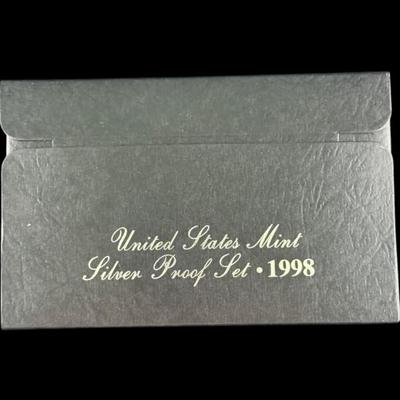 United States Mint
Silver Proof Set • 1998